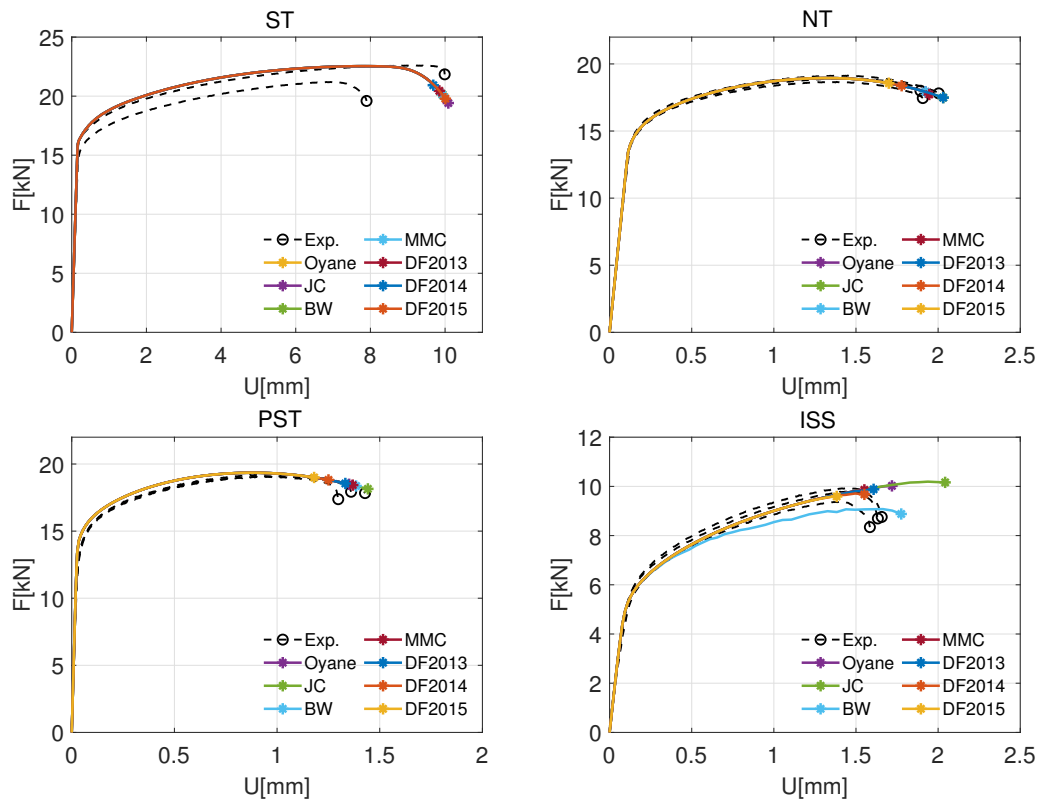 ST
25
20
15
10
5
0
F[kN]
0 2 4 6 8 10
U[mm]
Exp. MMC
Oyane DF2013
JC DF2014
BW DF2015
NT
20
15
10
5
0
F[kN]
0 0.5 1 1.5 2 2.5
U[mm]
Exp. MMC
Oyane DF2013
JC DF2014
BW DF2015
PST
20
15
10
5
0
F[kN]
0 0.5 1 1.5 2
U[mm]
Exp. MMC
Oyane DF2013
JC DF2014
BW DF2015
ISS
12
10
8
6
4
2
0
F[kN]
0 0.5 1 1.5 2 2.5
U[mm]
Exp. MMC
Oyane DF2013
JC DF2014
BW DF2015